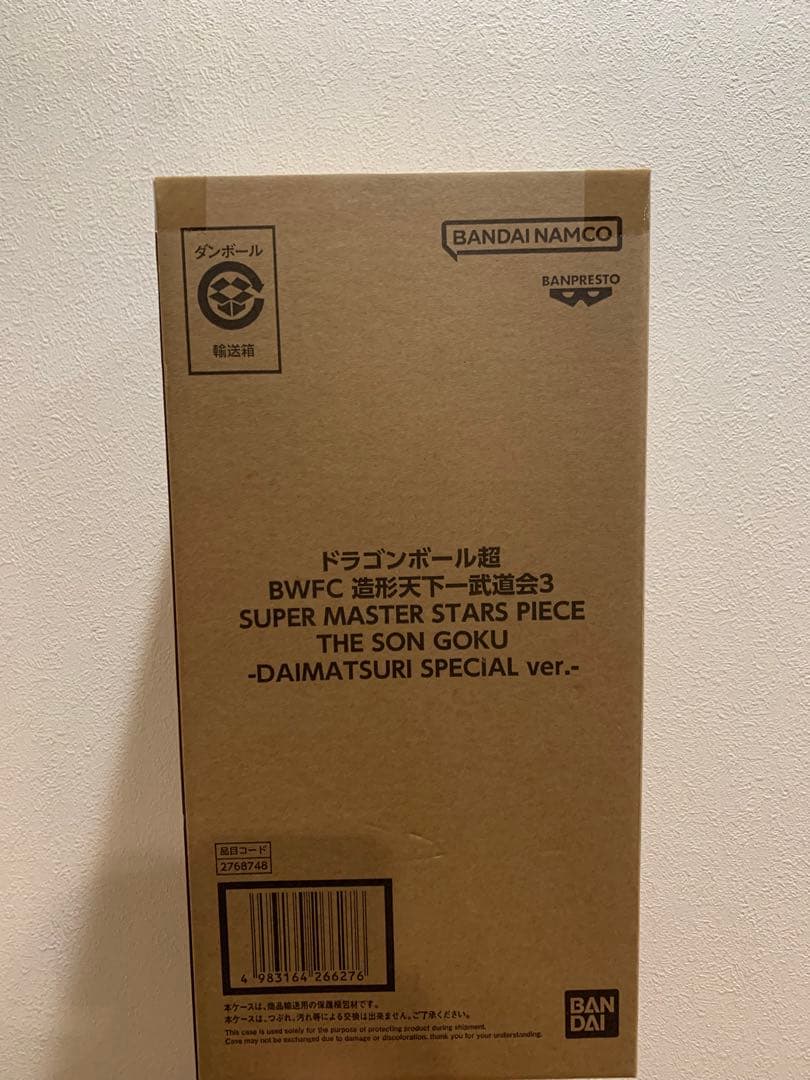 ダンボール
輸送箱
BANDAI NAMCO
BANPRESTO
ドラゴンボール超
BWFC 造形天下一武道会3
SUPER MASTER STARS PIECE
THE SON GOKU
-DAIMATSURI SPECIAL ver.-
品目コード
2768748
4 983164 266276
本ケースは、商品輸送用の保護梱包材です。
本ケースは、つぶれ、汚れ等による交換は出来ません。ご了承ください。
This case is used solely for the purpose of protecting product during shipment.
Case may not be exchanged due to damage or discoloration. thank you for your understanding.
BAN
DAI